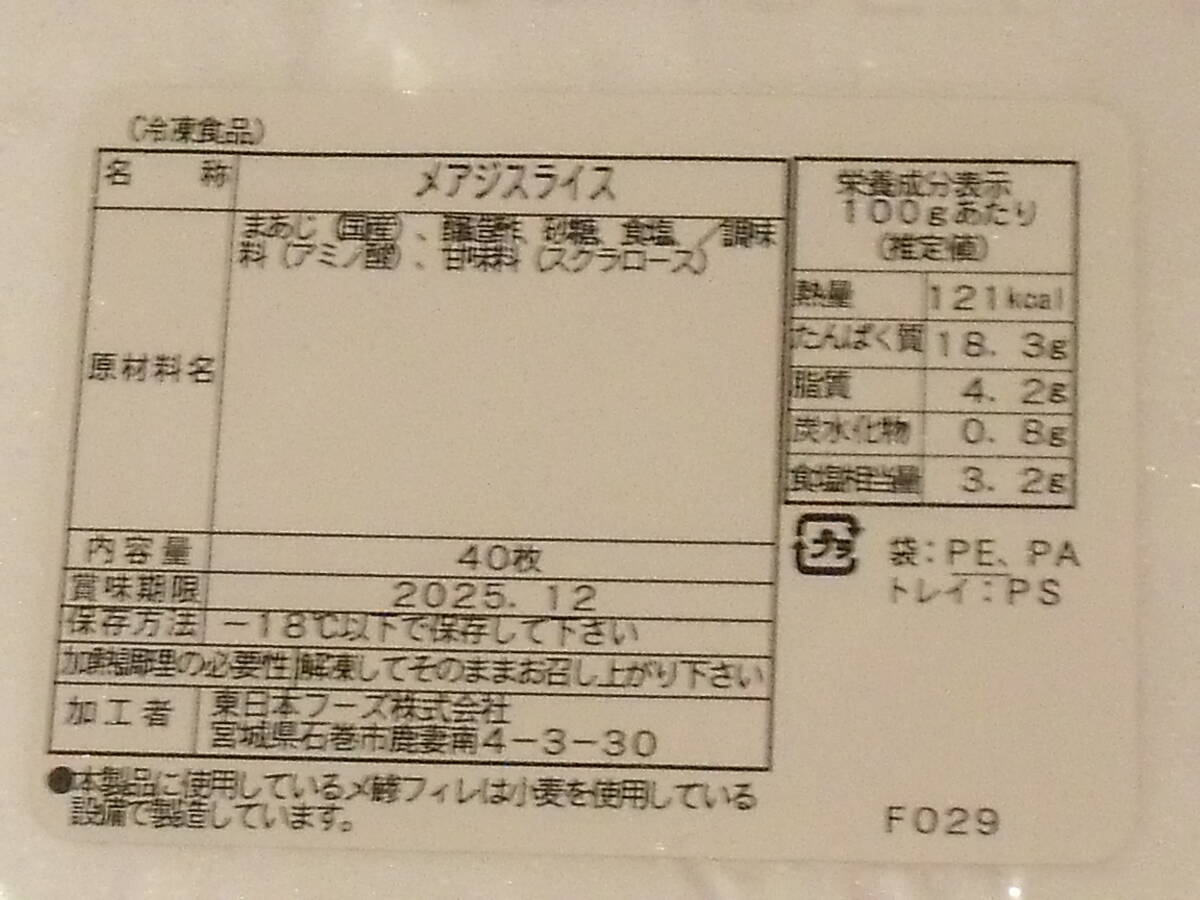 (冷凍食品)
名　称 メアジスライス
原材料名 まあじ（国産）、醸造酢、砂糖、食塩、／調味
料（アミノ酸）、甘味料（スクラロース）
内容量 40枚
賞味期限 2025. 12
保存方法 －18℃以下で保存して下さい
加熱調理の必要性 解凍してそのままお召し上がり下さい
加工者 東日本フーズ株式会社
宮城県石巻市鹿妻南4－3－30
●本製品に使用している〆鯵フィレは小麦を使用している
設備で製造しています。
栄養成分表示
100gあたり
（推定値）
熱量 121kcal
たんぱく質 18. 3g
脂質 4. 2g
炭水化物 0. 8g
食塩相当量 3. 2g
プラ
袋：PE、PA
トレイ：PS
F029